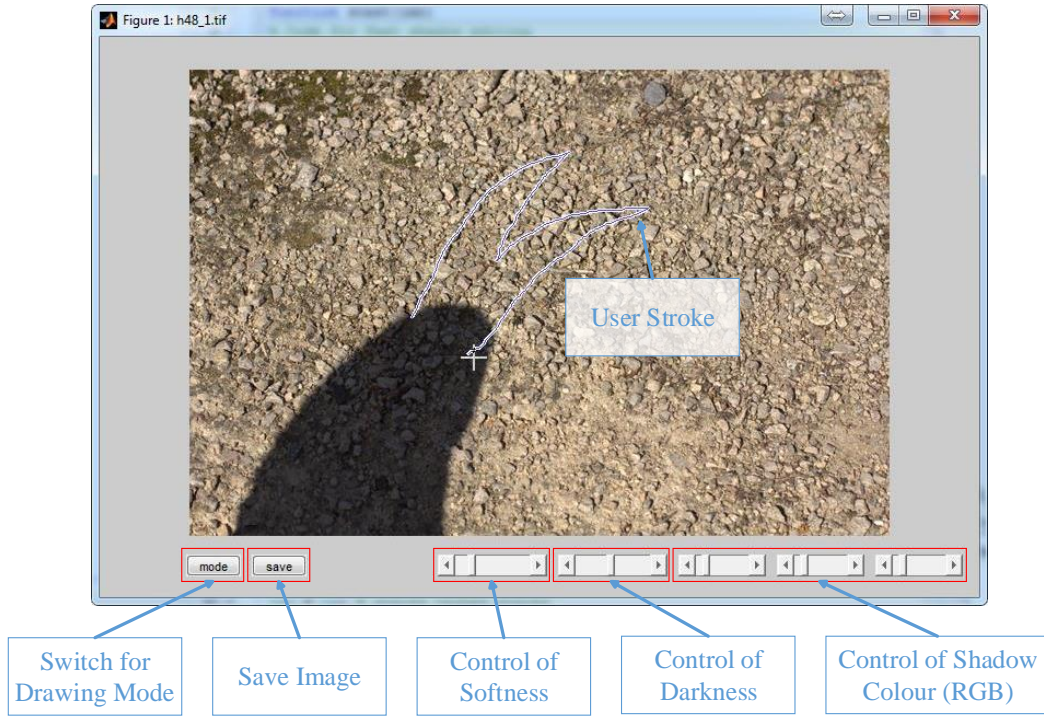 Figure 1: h48_1.tif
User Stroke
mode
save
Switch for
Drawing Mode
Save Image
Control of
Softness
Control of
Darkness
Control of Shadow
Colour (RGB)